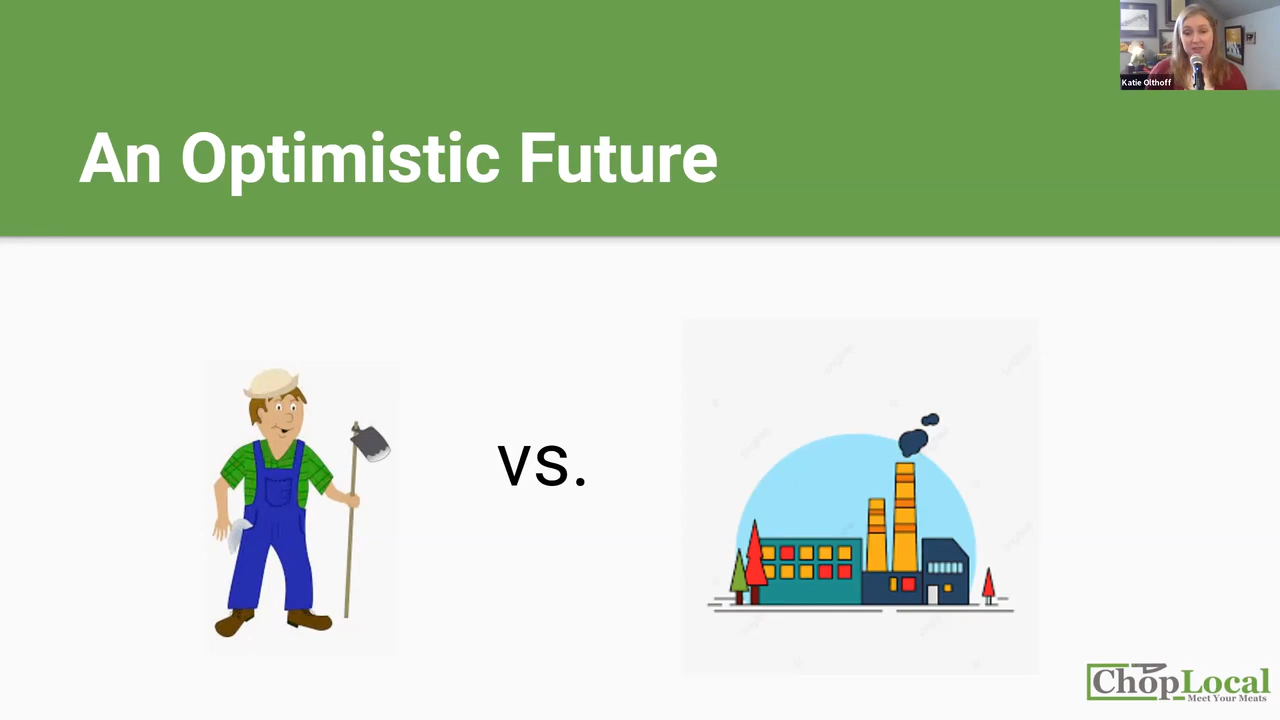 Katie Olthoff
An Optimistic Future
vs.
ChopLocal
Meet Your Meats